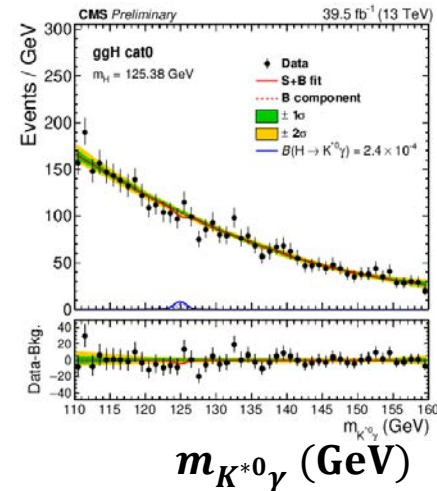 CMS Preliminary 39.5 fb⁻¹ (13 TeV)
Events / GeV
ggH cat0
m_H = 125.38 GeV
Data
S+B fit
B component
± 1σ
± 2σ
B(H → K*⁰γ) = 2.4 × 10⁻⁴
300
250
200
150
100
50
0
Data-Bkg.
40
20
0
−20
−40
110 115 120 125 130 135 140 145 150 155 160
m_K*⁰γ (GeV)
m_K*⁰γ (GeV)